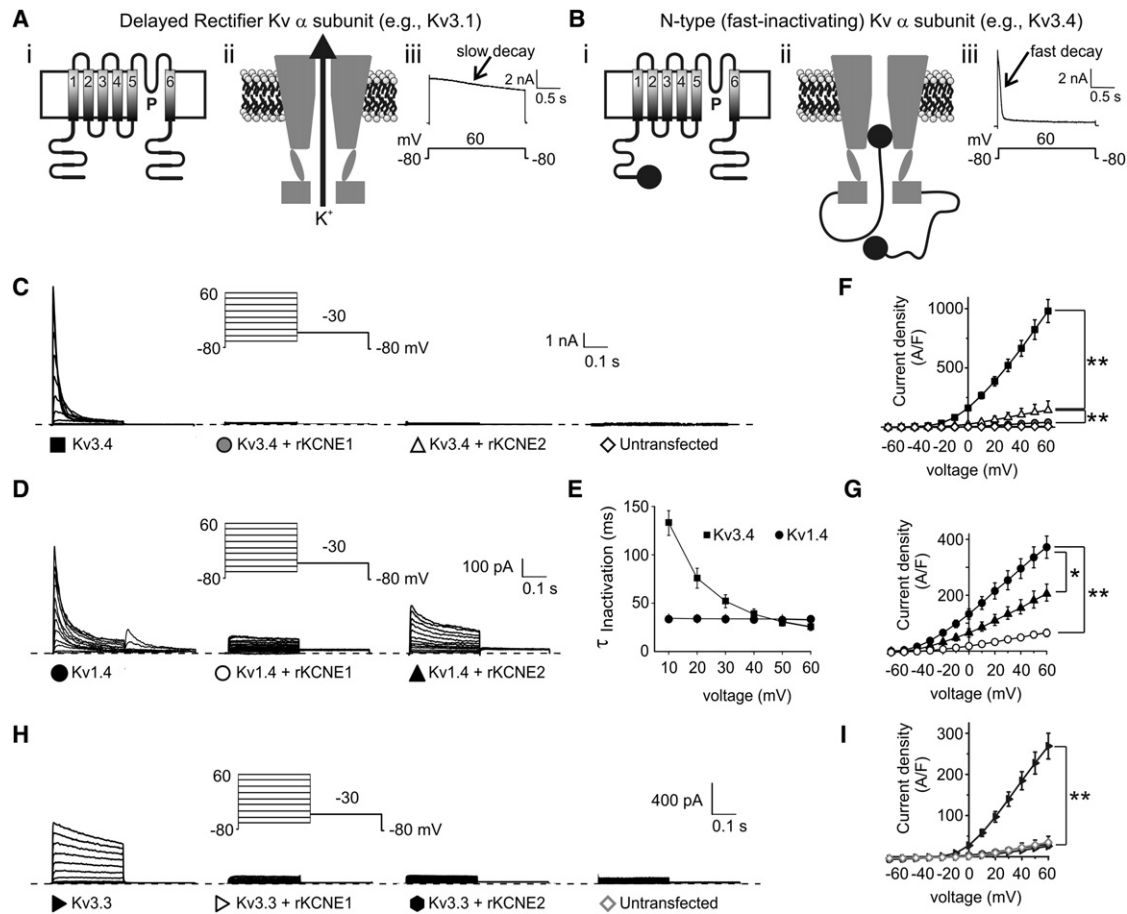 A Delayed Rectifier Kv α subunit (e.g., Kv3.1)
i
1 2 3 4 5 P 6
ii
K+
iii
slow decay
2 nA
0.5 s
mV 60
-80 -80
B N-type (fast-inactivating) Kv α subunit (e.g., Kv3.4)
i
1 2 3 4 5 P 6
ii
iii
fast decay
2 nA
0.5 s
mV 60
-80 -80
C
60
-30
-80 -80 mV
1 nA
0.1 s
Kv3.4 Kv3.4 + rKCNE1 Kv3.4 + rKCNE2 Untransfected
F
Current density
(A/F)
1000
500
**
**
-60 -40 -20 0 20 40 60
voltage (mV)
D
60
-30
-80 -80 mV
100 pA
0.1 s
Kv1.4 Kv1.4 + rKCNE1 Kv1.4 + rKCNE2
E
τ Inactivation (ms)
150
100
50
0
Kv3.4 Kv1.4
10 20 30 40 50 60
voltage (mV)
G
Current density
(A/F)
400
200
*
**
-60 -40 -20 0 20 40 60
voltage (mV)
H
60
-30
-80 -80 mV
400 pA
0.1 s
Kv3.3 Kv3.3 + rKCNE1 Kv3.3 + rKCNE2 Untransfected
I
Current density
(A/F)
300
200
100
**
-60 -40 -20 0 20 40 60
voltage (mV)